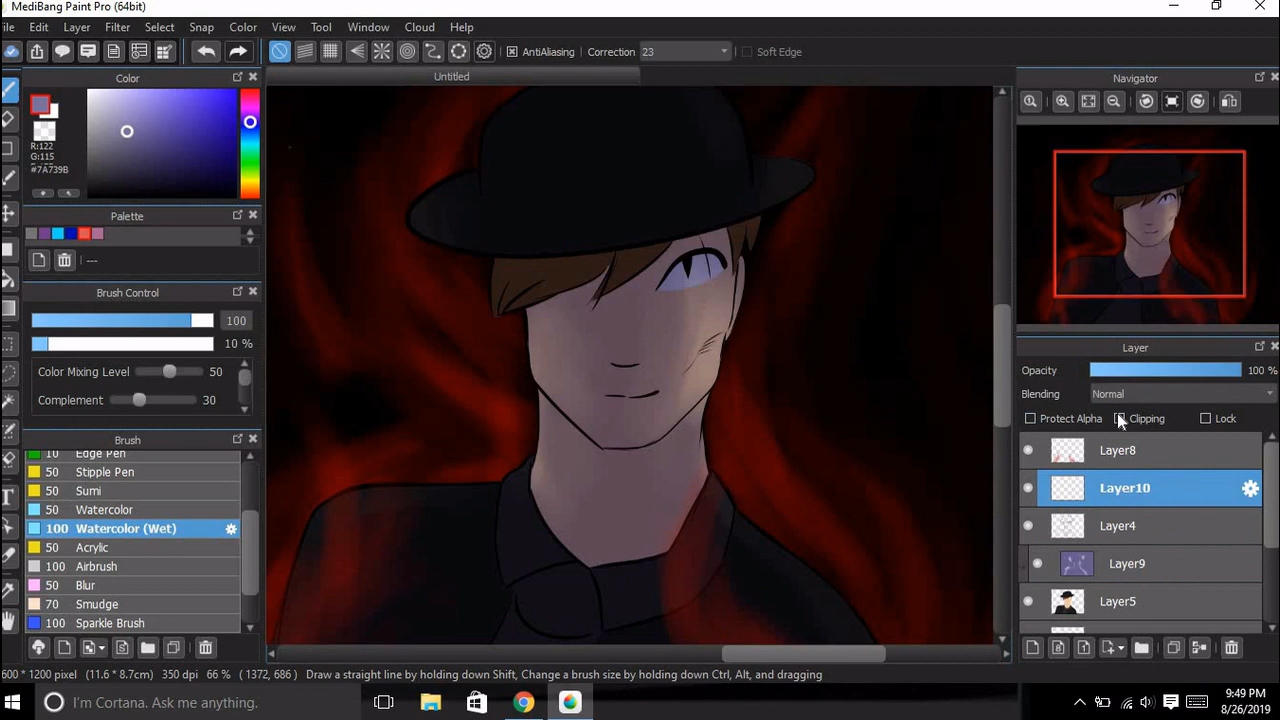 MediBang Paint Pro (64bit)
ile Edit Layer Filter Select Snap Color View Tool Window Cloud Help
AntiAliasing Correction 23 Soft Edge
Color
R:122
G:115
#7A739B
Palette
---
Brush Control
100
10 %
Color Mixing Level 50
Complement 30
Brush
10 Edge Pen
50 Stipple Pen
50 Sumi
50 Watercolor
100 Watercolor (Wet)
50 Acrylic
100 Airbrush
50 Blur
70 Smudge
100 Sparkle Brush
Untitled
Navigator
Layer
Opacity 100 %
Blending Normal
Protect Alpha Clipping Lock
Layer8
Layer10
Layer4
Layer9
Layer5
600 * 1200 pixel (11.6 * 8.7cm) 350 dpi 66 % (1372, 686) Draw a straight line by holding down Shift, Change a brush size by holding down Ctrl, Alt, and dragging
I'm Cortana. Ask me anything.
9:49 PM
8/26/2019